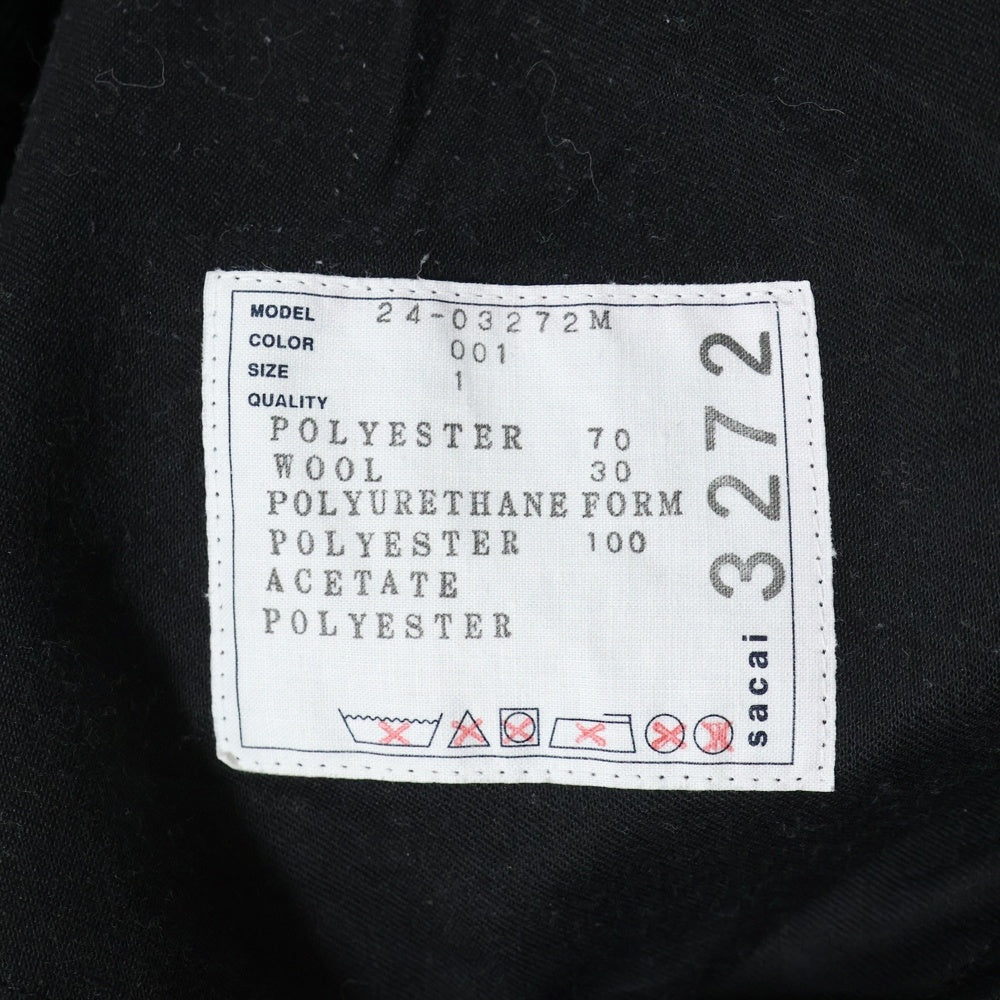 MODEL 24-03272M
COLOR 001
SIZE 1
QUALITY
POLYESTER 70
WOOL 30
POLYURETHANE FORM
POLYESTER 100
ACETATE
POLYESTER
sacai 3272